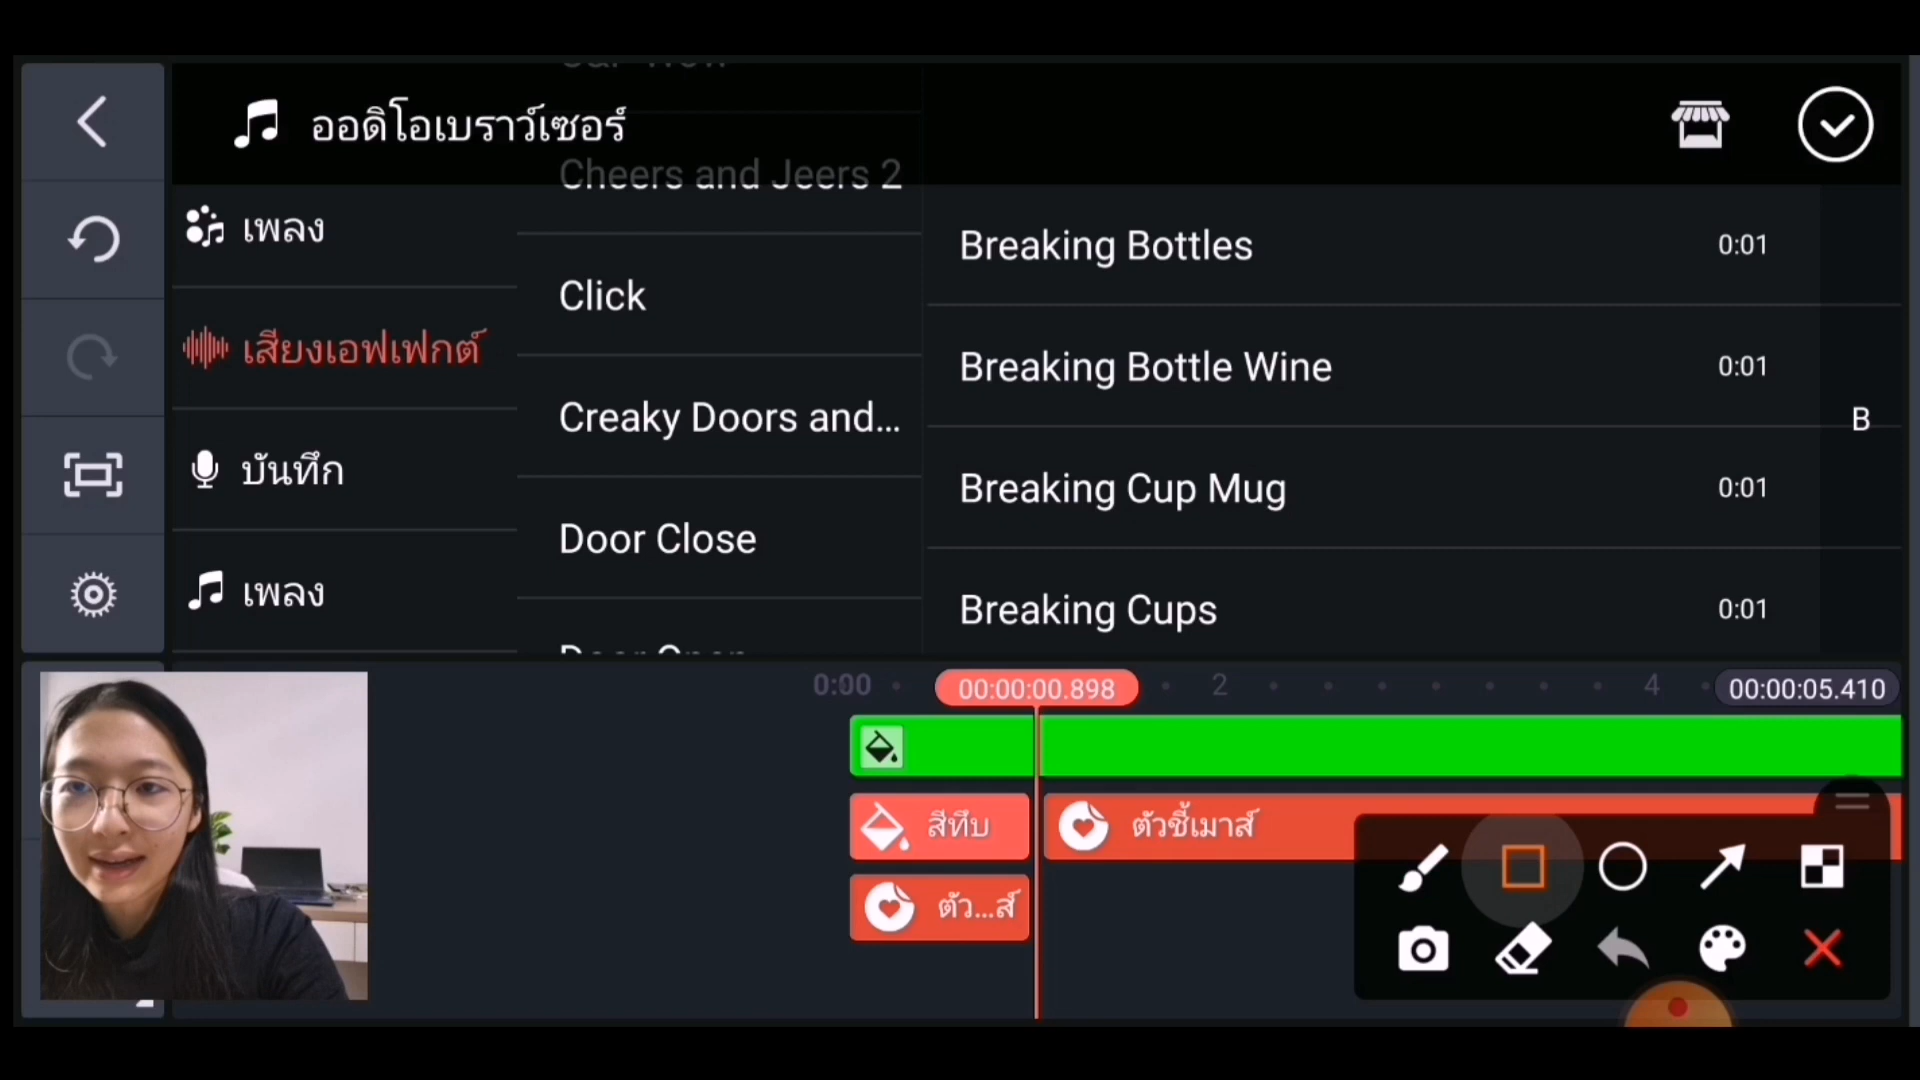 ออดิโอเบราว์เซอร์
เพลง
เสียงเอฟเฟกต์
บันทึก
เพลง
Cheers and Jeers 2
Click
Creaky Doors and...
Door Close
Door Open
Breaking Bottles 0:01
Breaking Bottle Wine 0:01
Breaking Cup Mug 0:01
Breaking Cups 0:01
B
0:00 00:00:00.898 2 4 00:00:05.410
สีทึบ ตัวชี้เมาส์
ตัว...ส์